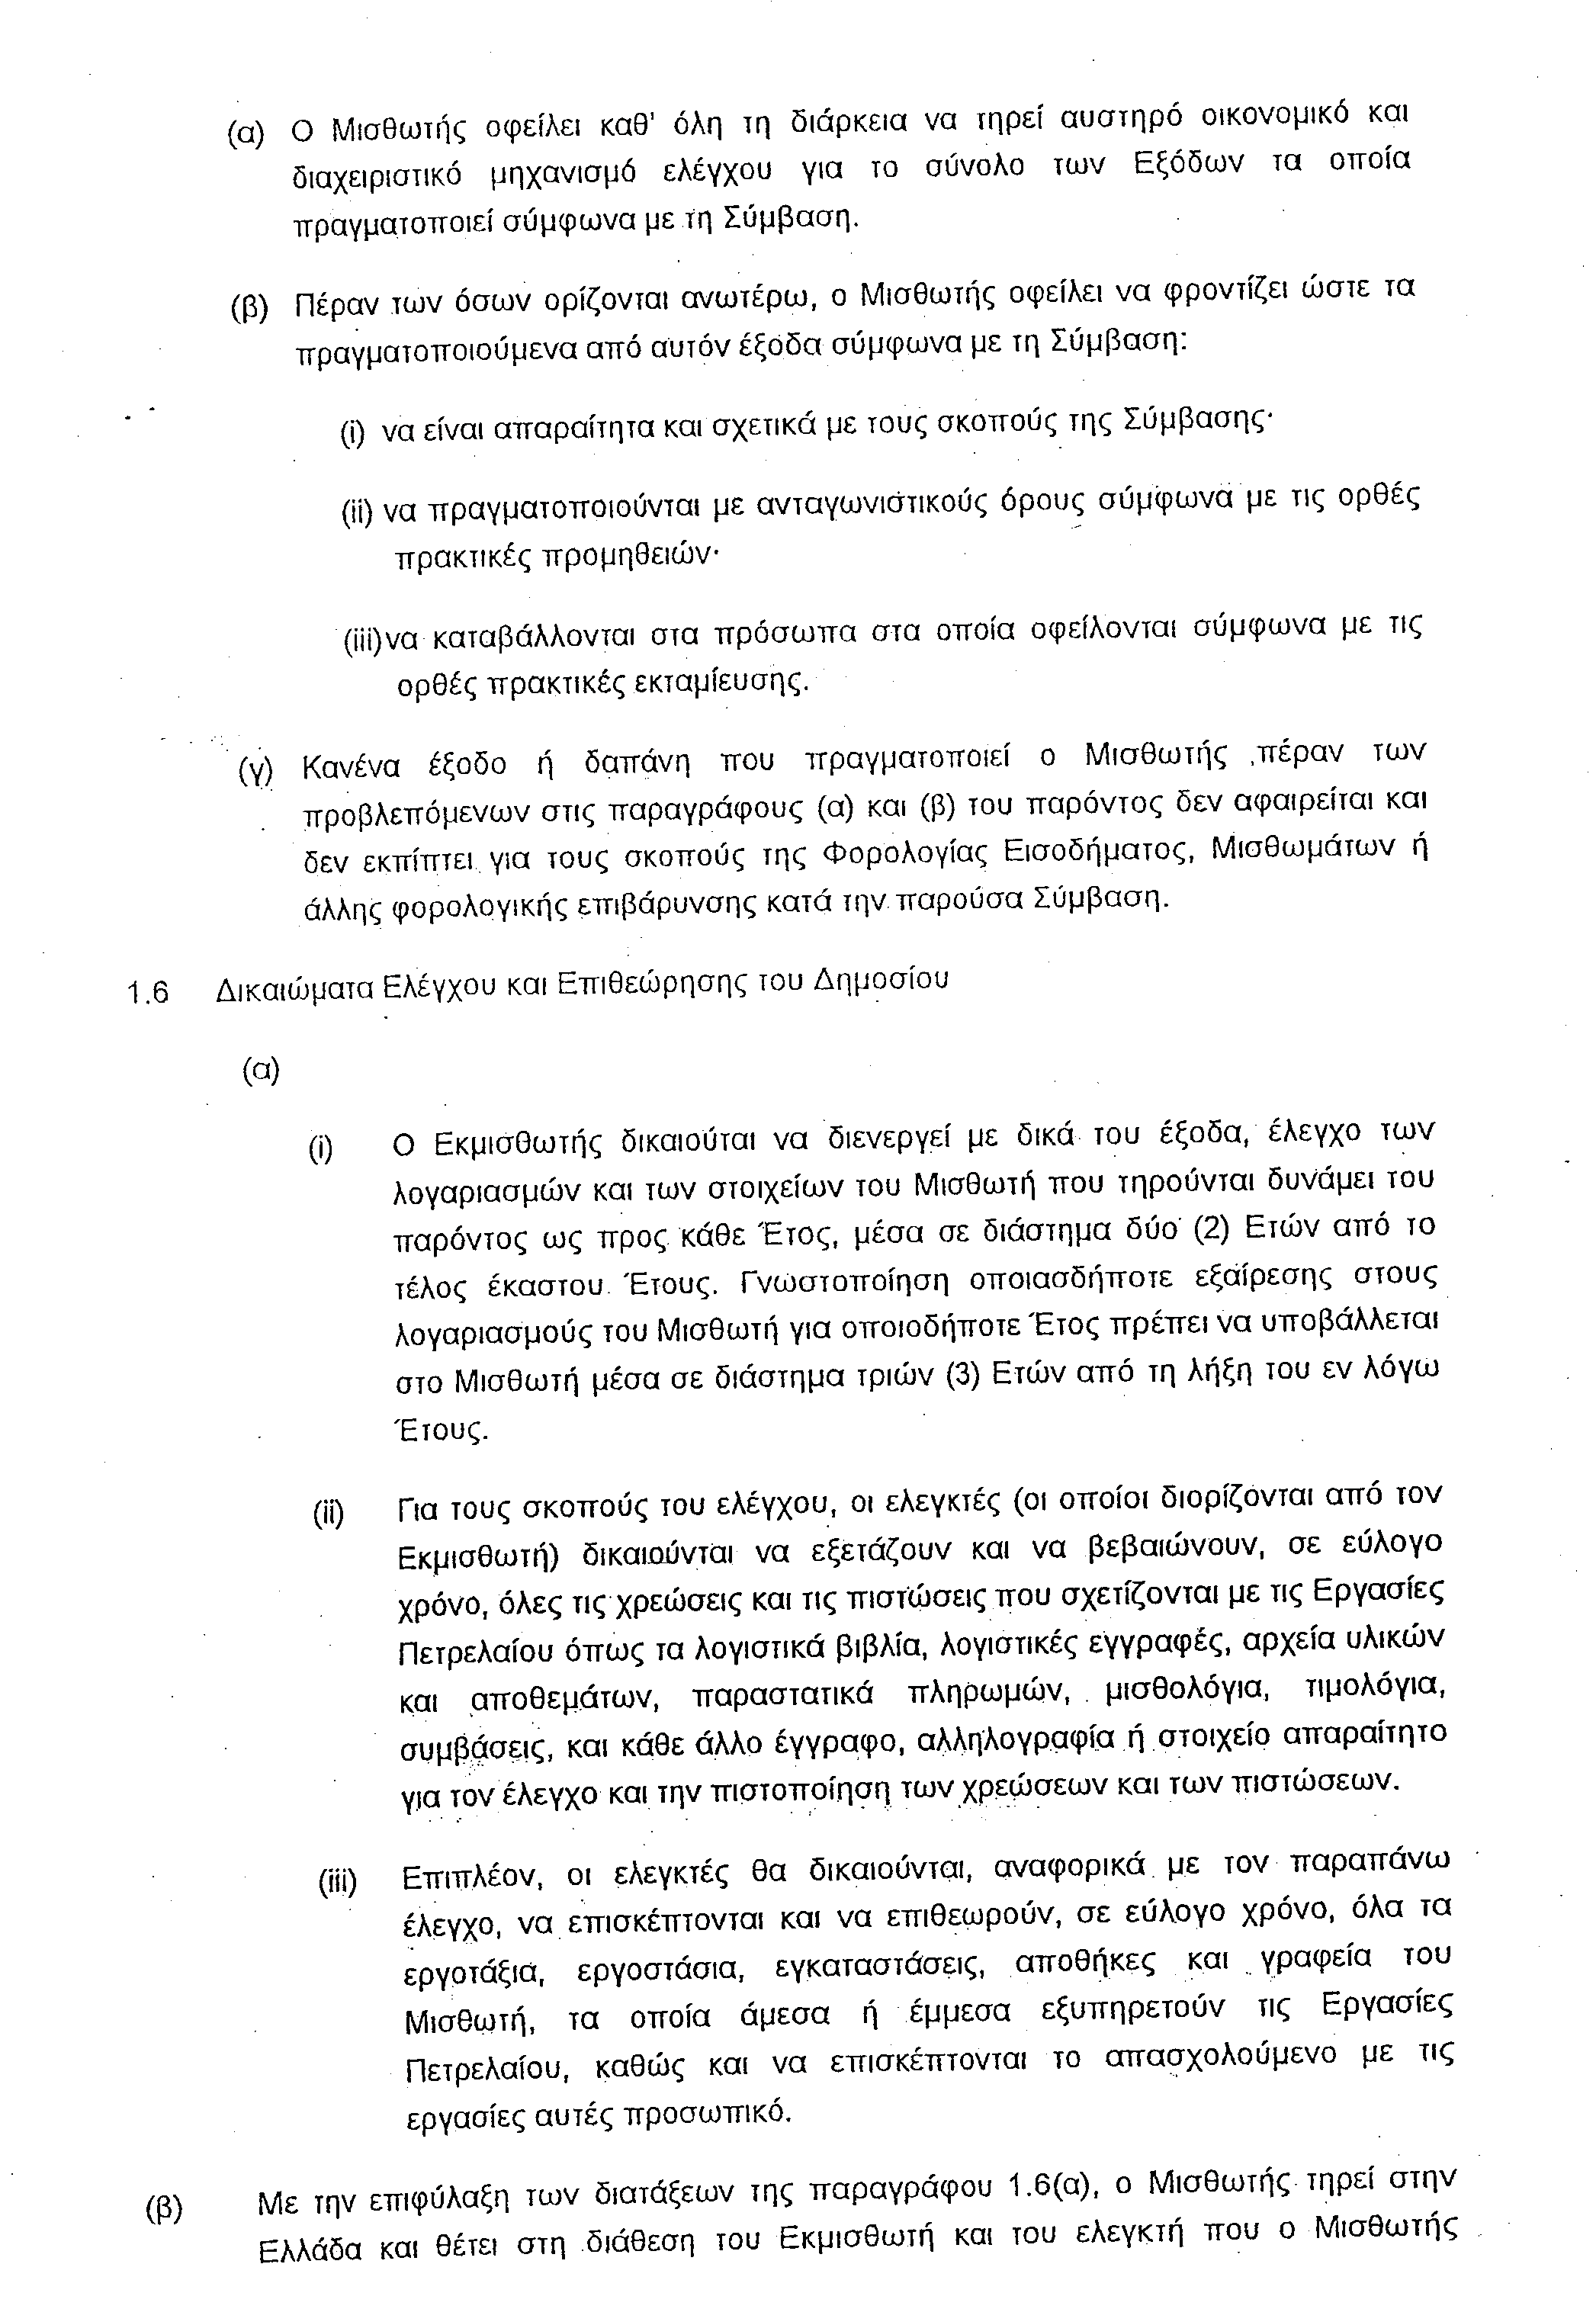 (α) Ο Μισθωτής οφείλει καθ' όλη τη διάρκεια να τηρεί αυστηρό οικονομικό και
διαχειριστικό μηχανισμό ελέγχου για το σύνολο των Εξόδων τα οποία
πραγματοποιεί σύμφωνα με τη Σύμβαση.
(β) Πέραν των όσων ορίζονται ανωτέρω, ο Μισθωτής οφείλει να φροντίζει ώστε τα
πραγματοποιούμενα από αυτόν έξοδα σύμφωνα με τη Σύμβαση:
(i) να είναι απαραίτητα και σχετικά με τους σκοπούς της Σύμβασης·
(ii) να πραγματοποιούνται με ανταγωνιστικούς όρους σύμφωνα με τις ορθές
πρακτικές προμηθειών·
(iii) να καταβάλλονται στα πρόσωπα στα οποία οφείλονται σύμφωνα με τις
ορθές πρακτικές εκταμίευσης.
(γ) Κανένα έξοδο ή δαπάνη που πραγματοποιεί ο Μισθωτής πέραν των
προβλεπόμενων στις παραγράφους (α) και (β) του παρόντος δεν αφαιρείται και
δεν εκπίπτει για τους σκοπούς της Φορολογίας Εισοδήματος, Μισθωμάτων ή
άλλης φορολογικής επιβάρυνσης κατά την παρούσα Σύμβαση.
1.6 Δικαιώματα Ελέγχου και Επιθεώρησης του Δημοσίου
(α)
(i) Ο Εκμισθωτής δικαιούται να διενεργεί με δικά του έξοδα, έλεγχο των
λογαριασμών και των στοιχείων του Μισθωτή που τηρούνται δυνάμει του
παρόντος ως προς κάθε Έτος, μέσα σε διάστημα δύο (2) Ετών από το
τέλος έκαστου Έτους. Γνωστοποίηση οποιασδήποτε εξαίρεσης στους
λογαριασμούς του Μισθωτή για οποιοδήποτε Έτος πρέπει να υποβάλλεται
στο Μισθωτή μέσα σε διάστημα τριών (3) Ετών από τη λήξη του εν λόγω
Έτους.
(ii) Για τους σκοπούς του ελέγχου, οι ελεγκτές (οι οποίοι διορίζονται από τον
Εκμισθωτή) δικαιούνται να εξετάζουν και να βεβαιώνουν, σε εύλογο
χρόνο, όλες τις χρεώσεις και τις πιστώσεις που σχετίζονται με τις Εργασίες
Πετρελαίου όπως τα λογιστικά βιβλία, λογιστικές εγγραφές, αρχεία υλικών
και αποθεμάτων, παραστατικά πληρωμών, μισθολόγια, τιμολόγια,
συμβάσεις, και κάθε άλλο έγγραφο, αλληλογραφία ή στοιχείο απαραίτητο
για τον έλεγχο και την πιστοποίηση των χρεώσεων και των πιστώσεων.
(iii) Επιπλέον, οι ελεγκτές θα δικαιούνται, αναφορικά με τον παραπάνω
έλεγχο, να επισκέπτονται και να επιθεωρούν, σε εύλογο χρόνο, όλα τα
εργοτάξια, εργοστάσια, εγκαταστάσεις, αποθήκες και γραφεία του
Μισθωτή, τα οποία άμεσα ή έμμεσα εξυπηρετούν τις Εργασίες
Πετρελαίου, καθώς και να επισκέπτονται το απασχολούμενο με τις
εργασίες αυτές προσωπικό.
(β) Με την επιφύλαξη των διατάξεων της παραγράφου 1.6(α), ο Μισθωτής τηρεί στην
Ελλάδα και θέτει στη διάθεση του Εκμισθωτή και του ελεγκτή που ο Μισθωτής